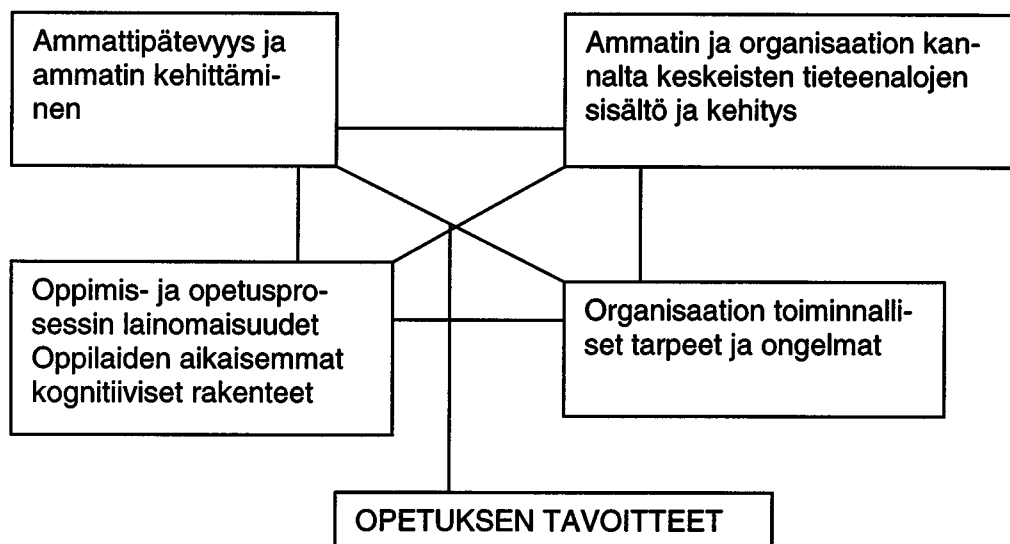 Ammattipätevyys ja
ammatin kehittämi-
nen
Ammatin ja organisaation kan-
nalta keskeisten tieteenalojen
sisältö ja kehitys
Oppimis- ja opetuspro-
sessin lainomaisuudet
Oppilaiden aikaisemmat
kognitiiviset rakenteet
Organisaation toiminnalli-
set tarpeet ja ongelmat
OPETUKSEN TAVOITTEET